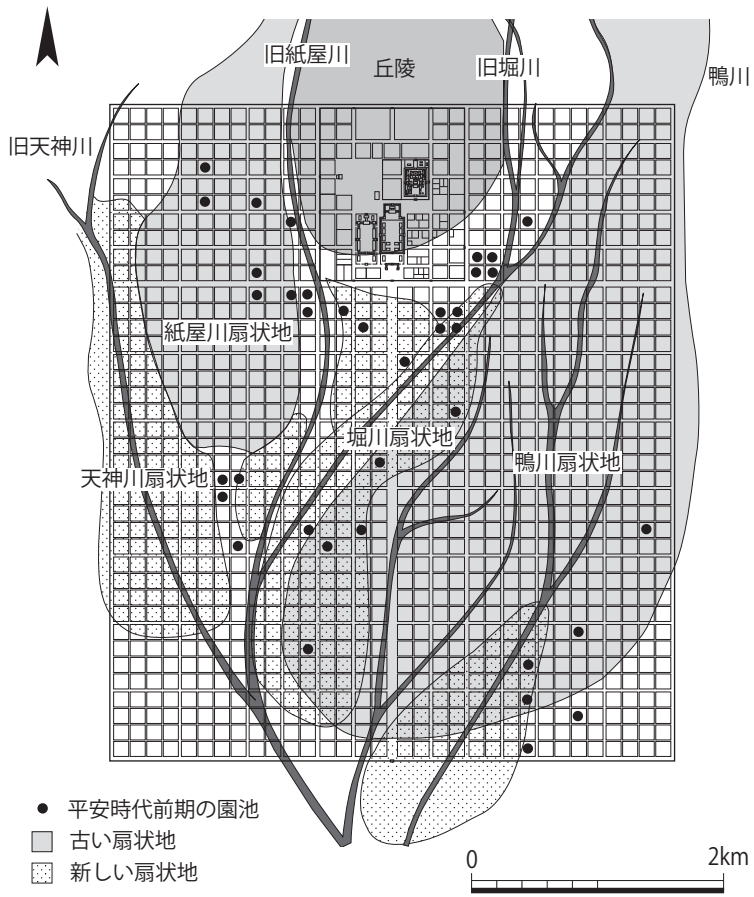 旧紙屋川
丘陵
旧堀川
鴨川
旧天神川
紙屋川扇状地
堀川扇状地
鴨川扇状地
天神川扇状地
平安時代前期の園池
古い扇状地
新しい扇状地
0
2km